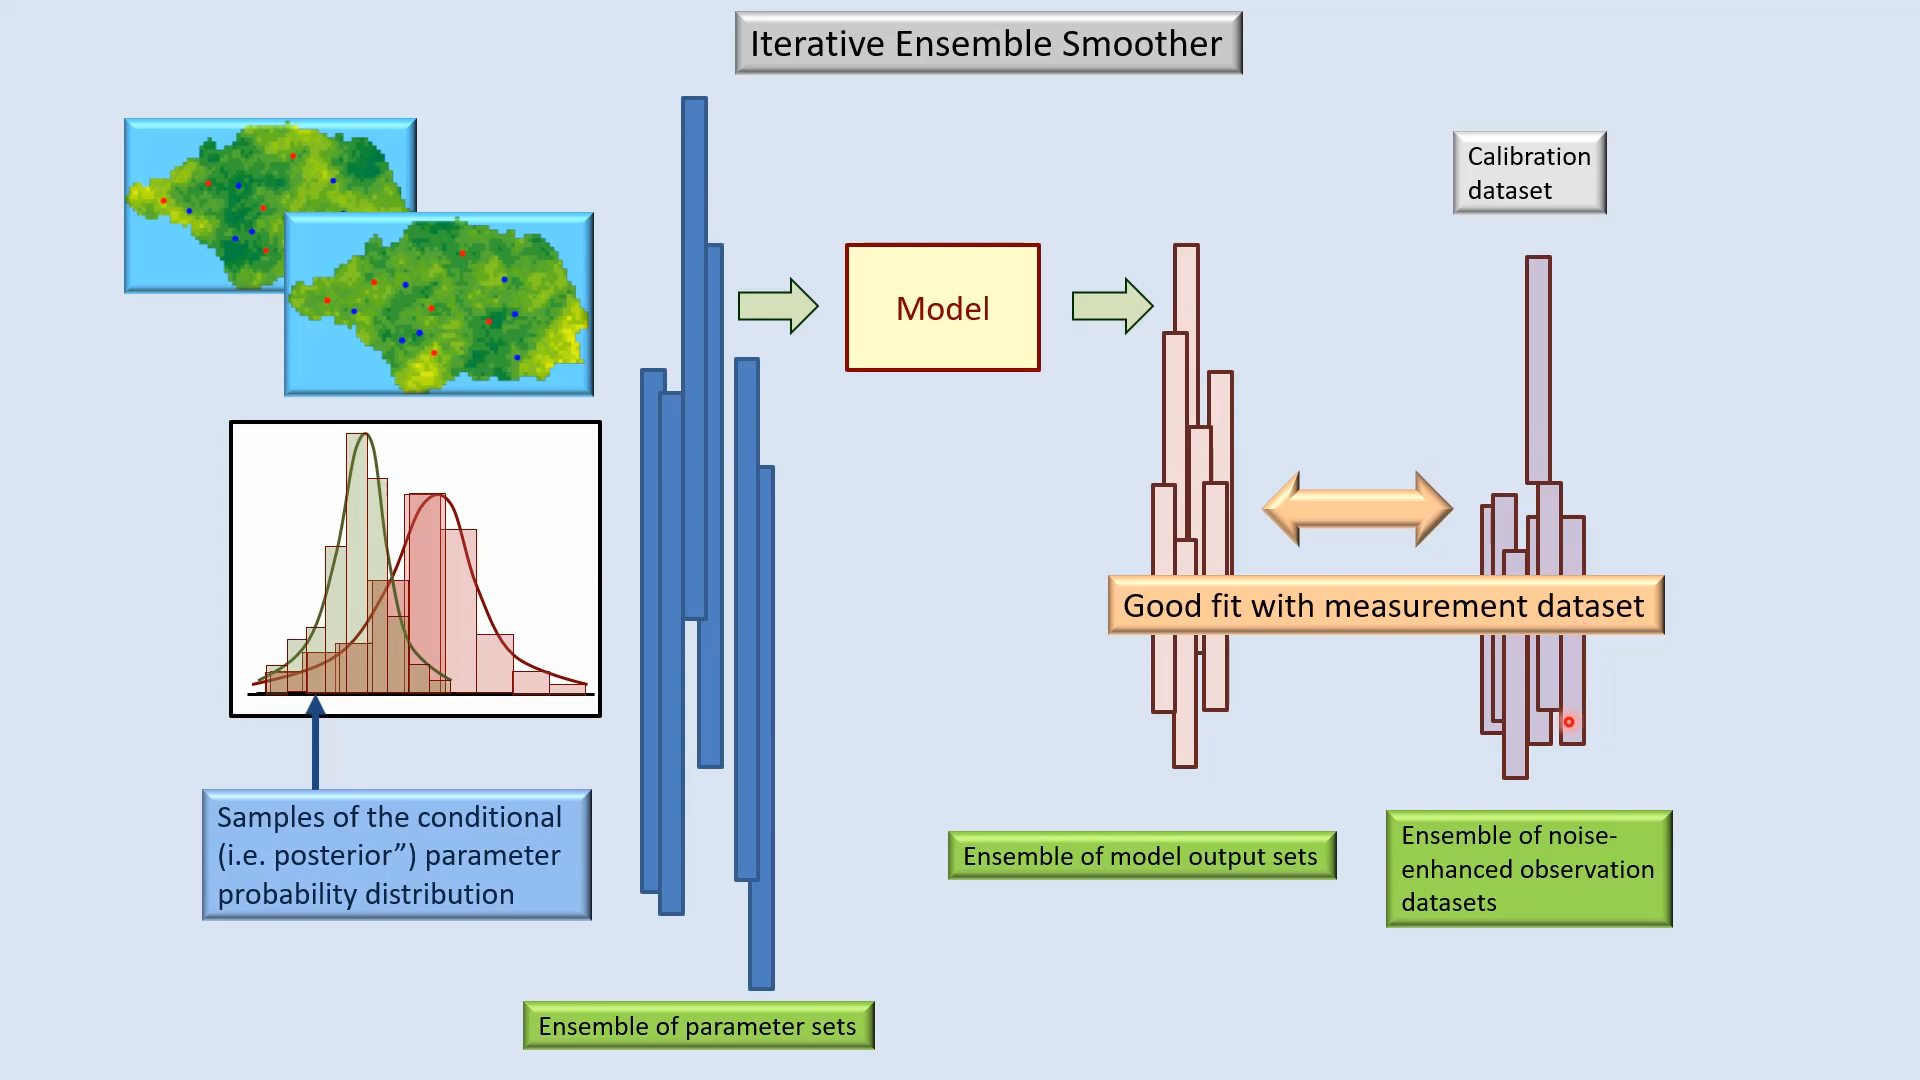 Iterative Ensemble Smoother
Calibration
dataset
Model
Good fit with measurement dataset
Samples of the conditional
(i.e. posterior”) parameter
probability distribution
Ensemble of model output sets
Ensemble of noise-
enhanced observation
datasets
Ensemble of parameter sets